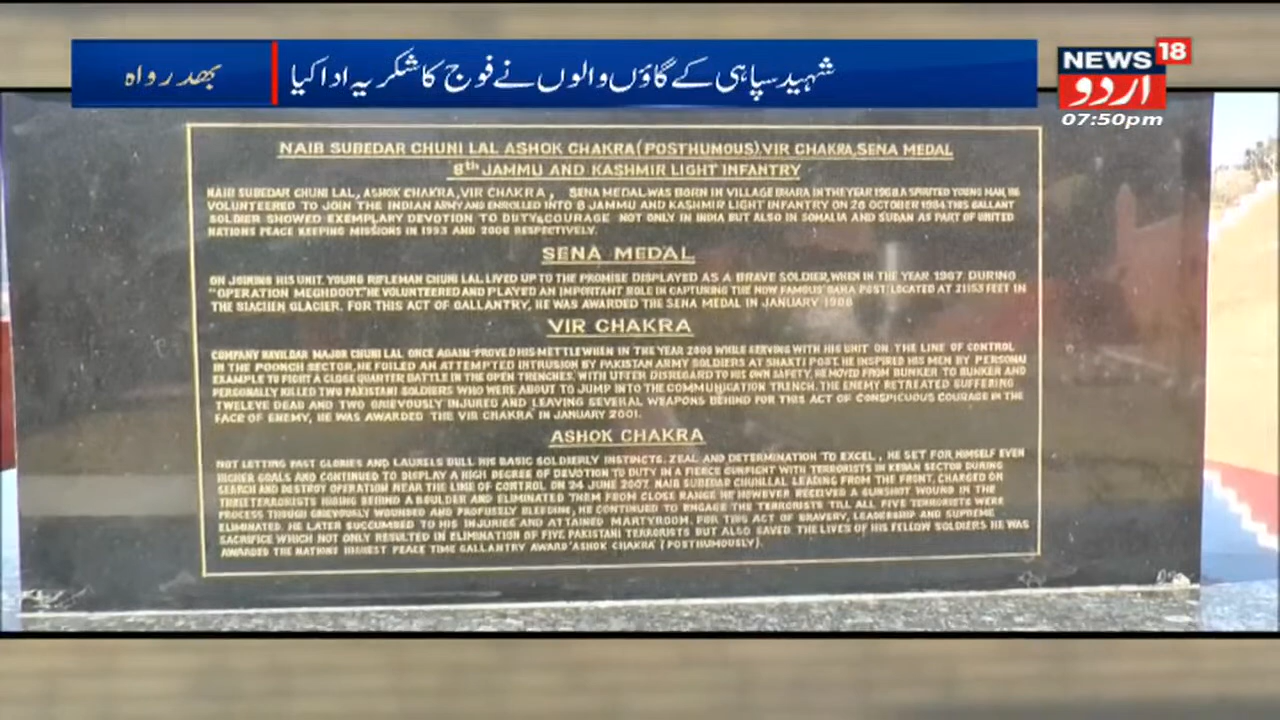 بھدرواہ
شہید سپاہی کے گاؤں والوں نے فوج کا شکریہ ادا کیا
NEWS 18
اردو
07:50pm
NAIB SUBEDAR CHUNI LAL ASHOK CHAKRA (POSTHUMOUS), VIR CHAKRA, SENA MEDAL
8th JAMMU AND KASHMIR LIGHT INFANTRY
NAIB SUBEDAR CHUNI LAL, ASHOK CHAKRA, VIR CHAKRA, SENA MEDAL WAS BORN IN VILLAGE BHARA IN THE YEAR 1968. A SPIRITED YOUNG MAN, HE
VOLUNTEERED TO JOIN THE INDIAN ARMY AND ENROLLED INTO 8 JAMMU AND KASHMIR LIGHT INFANTRY ON 26 OCTOBER 1984. THIS GALLANT
SOLDIER SHOWED EXEMPLARY DEVOTION TO DUTY & COURAGE NOT ONLY IN INDIA BUT ALSO IN SOMALIA AND SUDAN AS PART OF UNITED
NATIONS PEACE KEEPING MISSIONS IN 1993 AND 2006 RESPECTIVELY.
SENA MEDAL
ON JOINING HIS UNIT, YOUNG RIFLEMAN CHUNI LAL LIVED UP TO THE PROMISE DISPLAYED AS A BRAVE SOLDIER, WHEN IN THE YEAR 1987 DURING
"OPERATION MEGHDOOT", HE VOLUNTEERED AND PLAYED AN IMPORTANT ROLE IN CAPTURING THE NOW FAMOUS 'BANA POST' LOCATED AT 21153 FEET IN
THE SIACHEN GLACIER. FOR THIS ACT OF GALLANTRY, HE WAS AWARDED THE SENA MEDAL IN JANUARY 1988
VIR CHAKRA
COMPANY HAVILDAR MAJOR CHUNI LAL ONCE AGAIN PROVED HIS METTLE WHEN IN THE YEAR 2000 WHILE SERVING WITH HIS UNIT ON THE LINE OF CONTROL
IN THE POONCH SECTOR, HE FOILED AN ATTEMPTED INTRUSION BY PAKISTAN ARMY SOLDIERS AT SHAKTI POST. HE INSPIRED HIS MEN BY PERSONAL
EXAMPLE TO FIGHT A CLOSE QUARTER BATTLE IN THE OPEN TRENCHES. WITH UTTER DISREGARD TO HIS OWN SAFETY, HE MOVED FROM BUNKER TO BUNKER AND
PERSONALLY KILLED TWO PAKISTANI SOLDIERS WHO WERE ABOUT TO JUMP INTO THE COMMUNICATION TRENCH. THE ENEMY RETREATED SUFFERING
TWELEVE DEAD AND TWO GRIEVOUSLY INJURED AND LEAVING SEVERAL WEAPONS BEHIND FOR THIS ACT OF CONSPICUOUS COURAGE IN THE
FACE OF ENEMY, HE WAS AWARDED THE VIR CHAKRA IN JANUARY 2001.
ASHOK CHAKRA
NOT LETTING PAST GLORIES AND LAURELS DULL HIS BASIC SOLDIERLY INSTINCTS, ZEAL AND DETERMINATION TO EXCEL, HE SET FOR HIMSELF EVEN
HIGHER GOALS AND CONTINUED TO DISPLAY A HIGH DEGREE OF DEVOTION TO DUTY IN A FIERCE GUNFIGHT WITH TERRORISTS IN KERAN SECTOR DURING
SEARCH AND DESTROY OPERATION NEAR THE LINE OF CONTROL ON 24 JUNE 2007. NAIB SUBEDAR CHUNI LAL LEADING FROM THE FRONT, CHARGED ON
THREE TERRORISTS HIDING BEHIND A BOULDER AND ELIMINATED THEM FROM CLOSE RANGE. HE HOWEVER RECEIVED A GUNSHOT WOUND IN THE
PROCESS THOUGH GRIEVOUSLY WOUNDED AND PROFUSELY BLEEDING, HE CONTINUED TO ENGAGE THE TERRORISTS TILL ALL FIVE TERRORISTS WERE
ELIMINATED. HE LATER SUCCUMBED TO HIS INJURIES AND ATTAINED MARTYRDOM. FOR THIS ACT OF BRAVERY, LEADERSHIP AND SUPREME
SACRIFICE WHICH NOT ONLY RESULTED IN ELIMINATION OF FIVE PAKISTANI TERRORISTS BUT ALSO SAVED THE LIVES OF HIS FELLOW SOLDIERS HE WAS
AWARDED THE NATIONS HIGHEST PEACE TIME GALLANTRY AWARD 'ASHOK CHAKRA' (POSTHUMOUSLY).